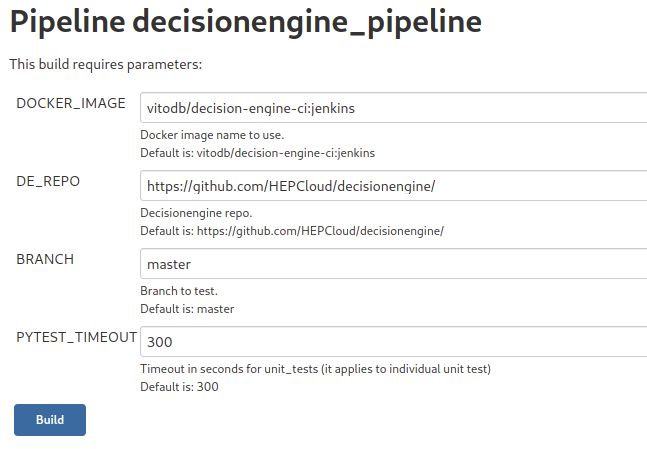 Pipeline decisionengine_pipeline
This build requires parameters:
DOCKER_IMAGE
vitodb/decision-engine-ci:jenkins
Docker image name to use.
Default is: vitodb/decision-engine-ci:jenkins
DE_REPO
https://github.com/HEPCloud/decisionengine/
Decisionengine repo.
Default is: https://github.com/HEPCloud/decisionengine/
BRANCH
master
Branch to test.
Default is: master
PYTEST_TIMEOUT
300
Timeout in seconds for unit_tests (it applies to individual unit test)
Default is: 300
Build